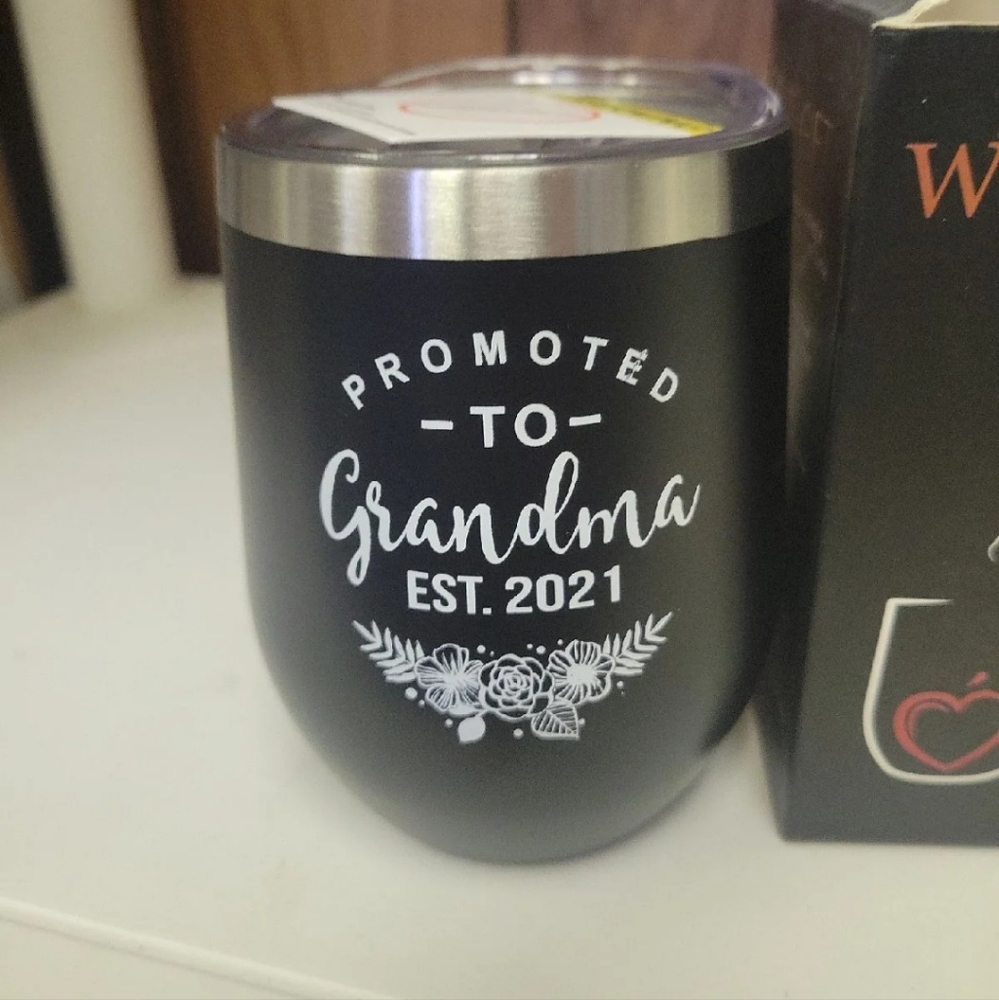 PROMOTED
-TO-
Grandma
EST. 2021
W